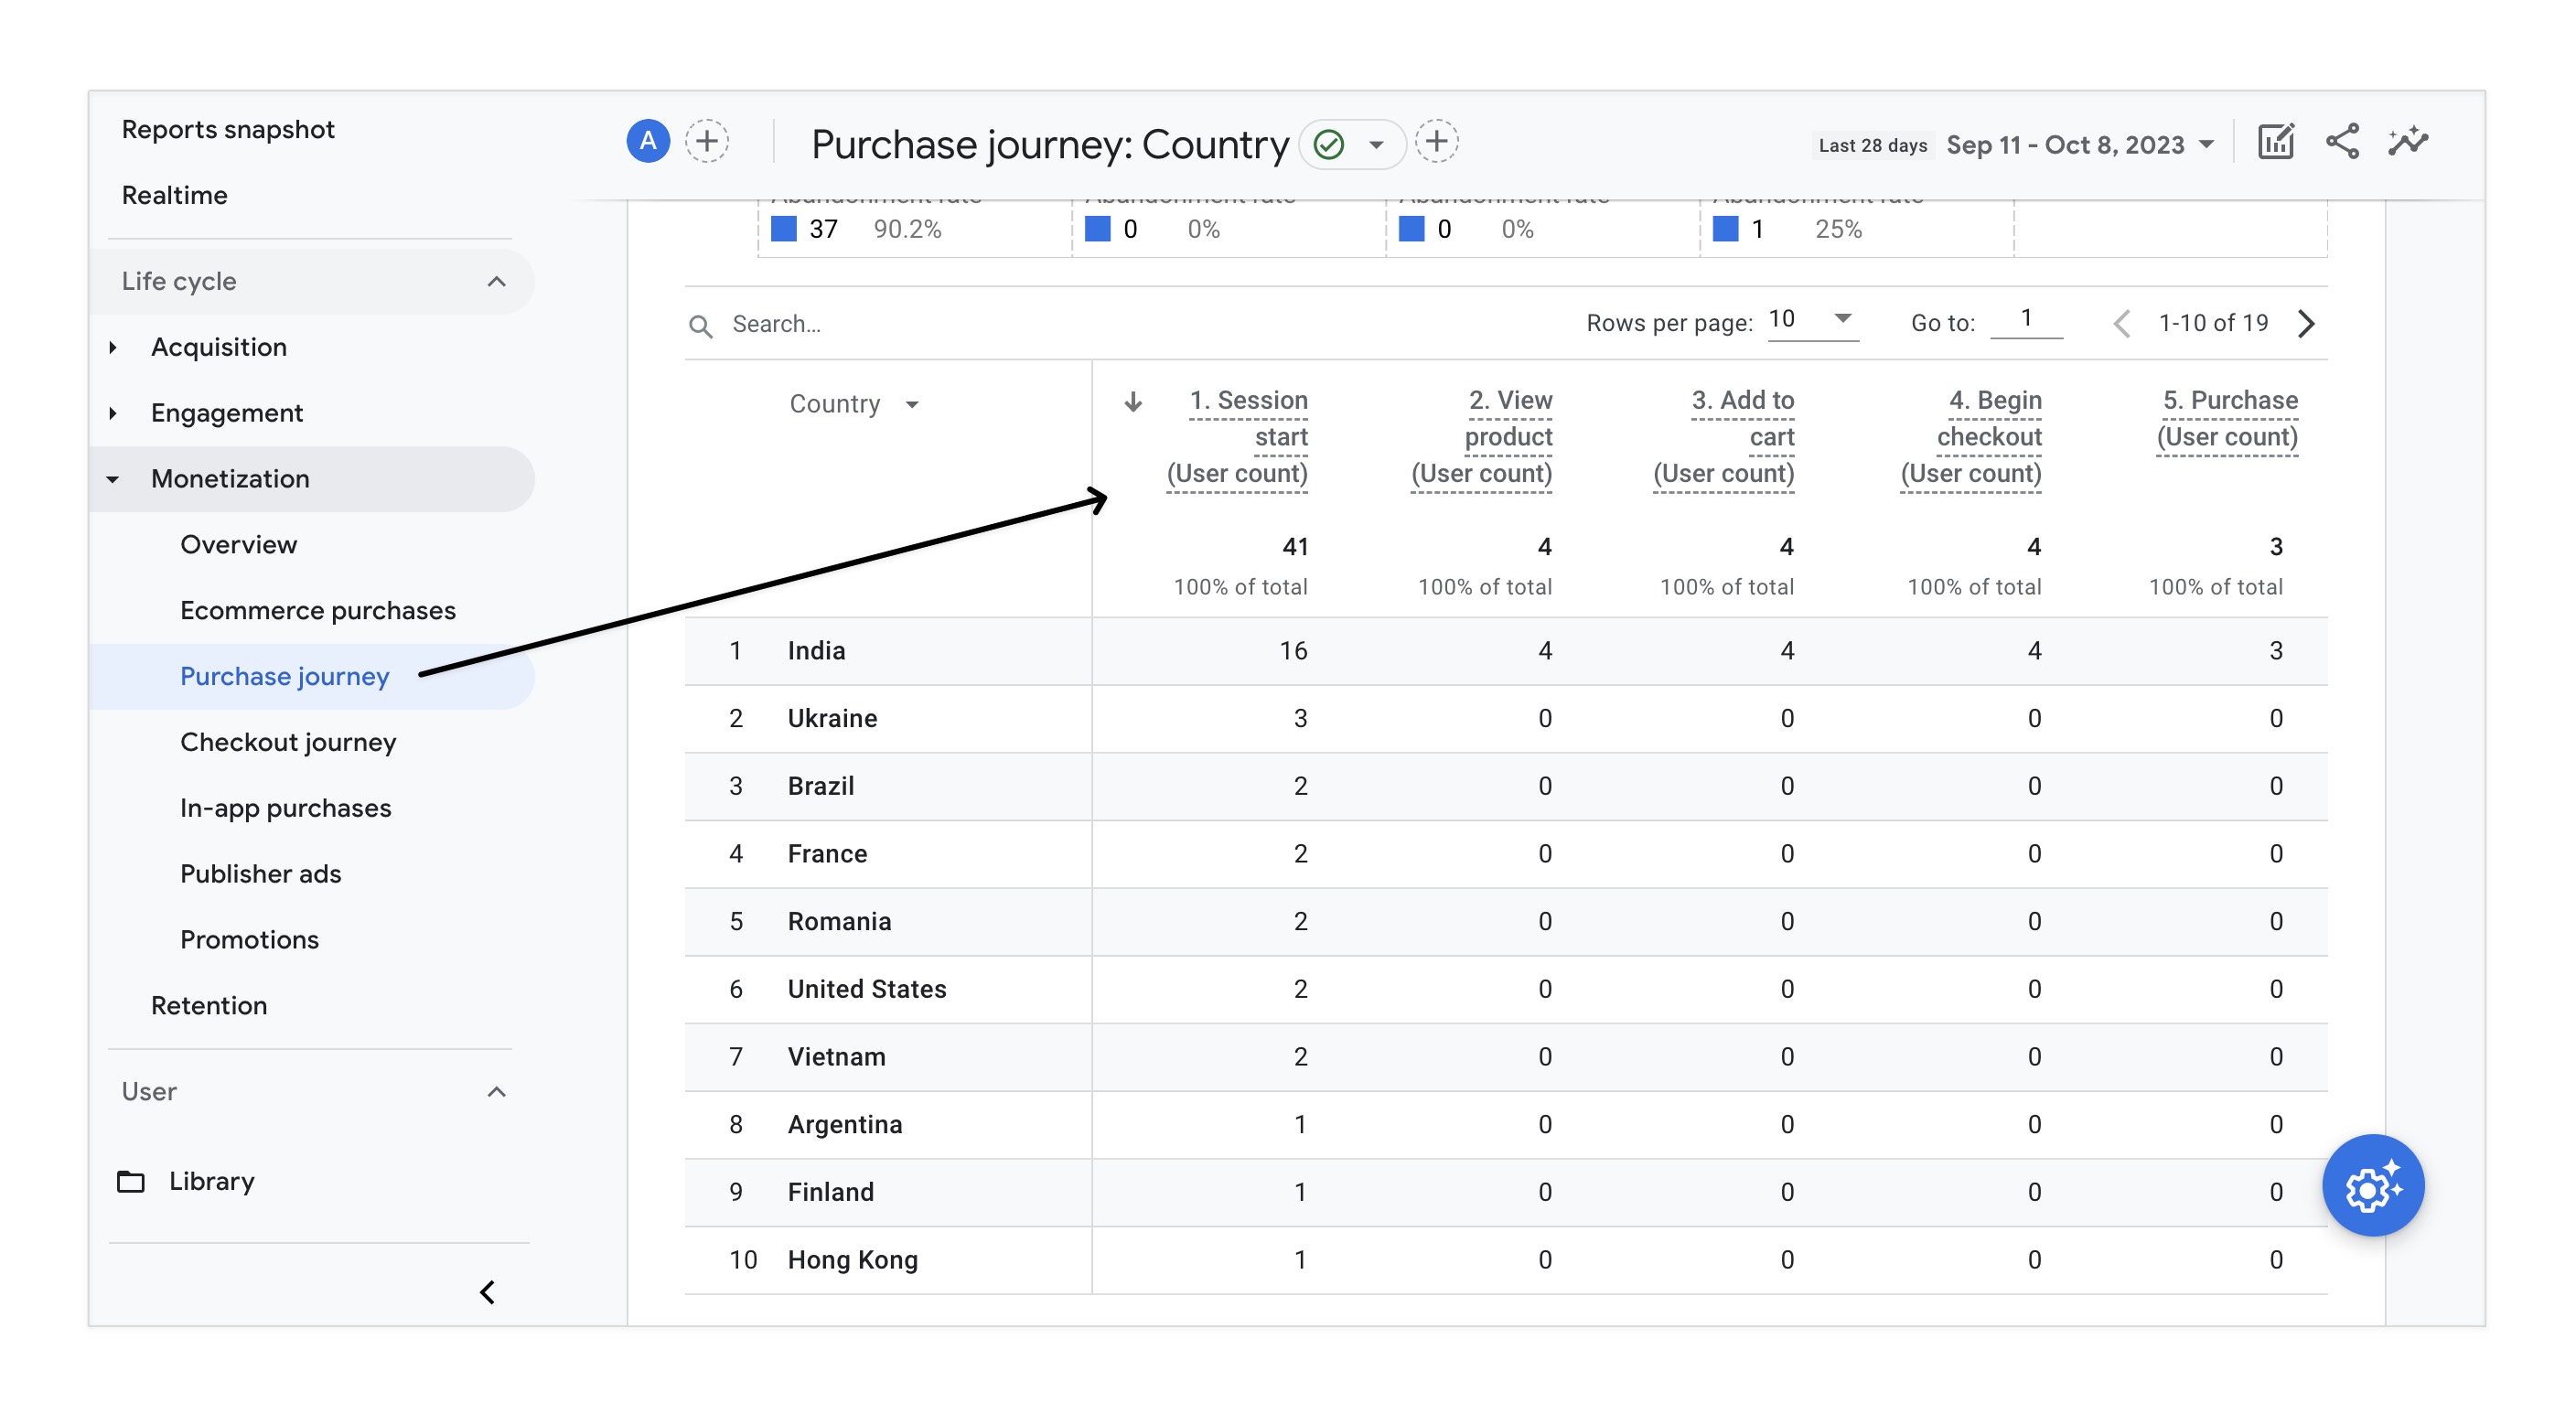 Reports snapshot
Realtime
Life cycle
Acquisition
Engagement
Monetization
Overview
Ecommerce purchases
Purchase journey
Checkout journey
In-app purchases
Publisher ads
Promotions
Retention
User
Library
A
Purchase journey: Country
Last 28 days Sep 11 - Oct 8, 2023
Abandonment rate Abandonment rate Abandonment rate Abandonment rate
37 90.2% 0 0% 0 0% 1 25%
Search...
Rows per page: 10 Go to: 1 1-10 of 19
Country 1. Session 2. View 3. Add to 4. Begin 5. Purchase
start product cart checkout (User count)
(User count) (User count) (User count) (User count)
41 4 4 4 3
100% of total 100% of total 100% of total 100% of total 100% of total
1 India 16 4 4 4 3
2 Ukraine 3 0 0 0 0
3 Brazil 2 0 0 0 0
4 France 2 0 0 0 0
5 Romania 2 0 0 0 0
6 United States 2 0 0 0 0
7 Vietnam 2 0 0 0 0
8 Argentina 1 0 0 0 0
9 Finland 1 0 0 0 0
10 Hong Kong 1 0 0 0 0